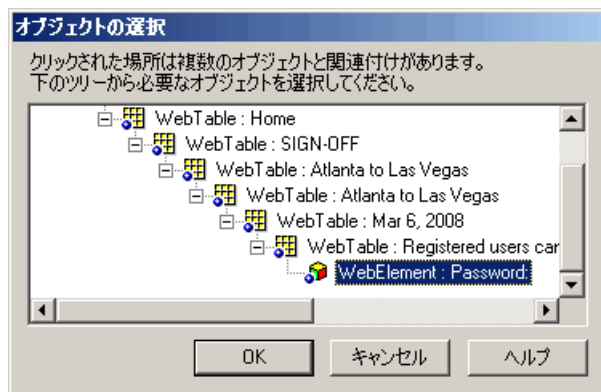 オブジェクトの選択
クリックされた場所は複数のオブジェクトと関連付けがあります。
下のツリーから必要なオブジェクトを選択してください。
WebTable : Home
WebTable : SIGN-OFF
WebTable : Atlanta to Las Vegas
WebTable : Atlanta to Las Vegas
WebTable : Mar 6, 2008
WebTable : Registered users car
WebElement : Password:
OK キャンセル ヘルプ